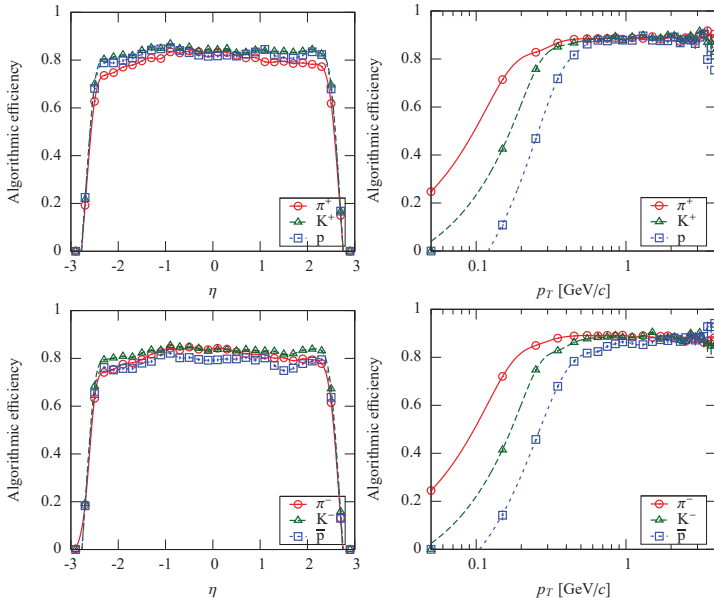 1
0.8
0.6
0.4
0.2
0
Algorithmic efficiency
-3 -2 -1 0 1 2 3
η
π⁺
K⁺
p
1
0.8
0.6
0.4
0.2
0
Algorithmic efficiency
0.1 1
p_T [GeV/c]
π⁺
K⁺
p
1
0.8
0.6
0.4
0.2
0
Algorithmic efficiency
-3 -2 -1 0 1 2 3
η
π⁻
K⁻
p̅
1
0.8
0.6
0.4
0.2
0
Algorithmic efficiency
0.1 1
p_T [GeV/c]
π⁻
K⁻
p̅